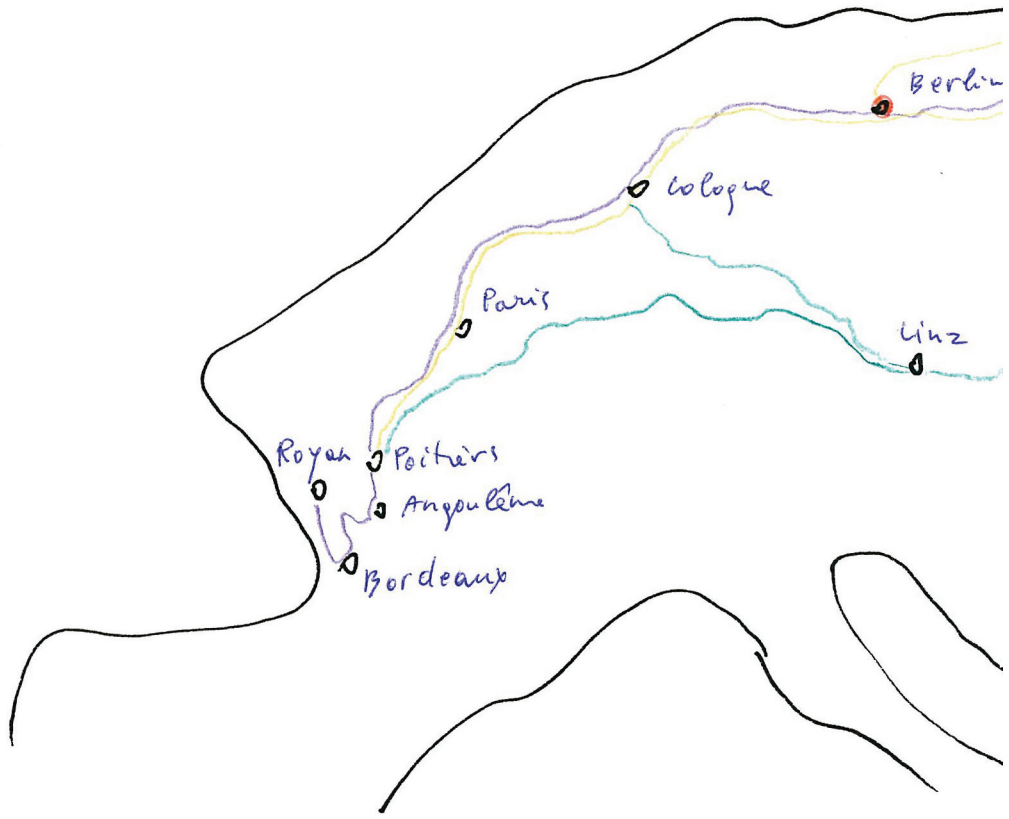 Berlin
Cologne
Paris
Linz
Royan
Poitiers
Angoulême
Bordeaux